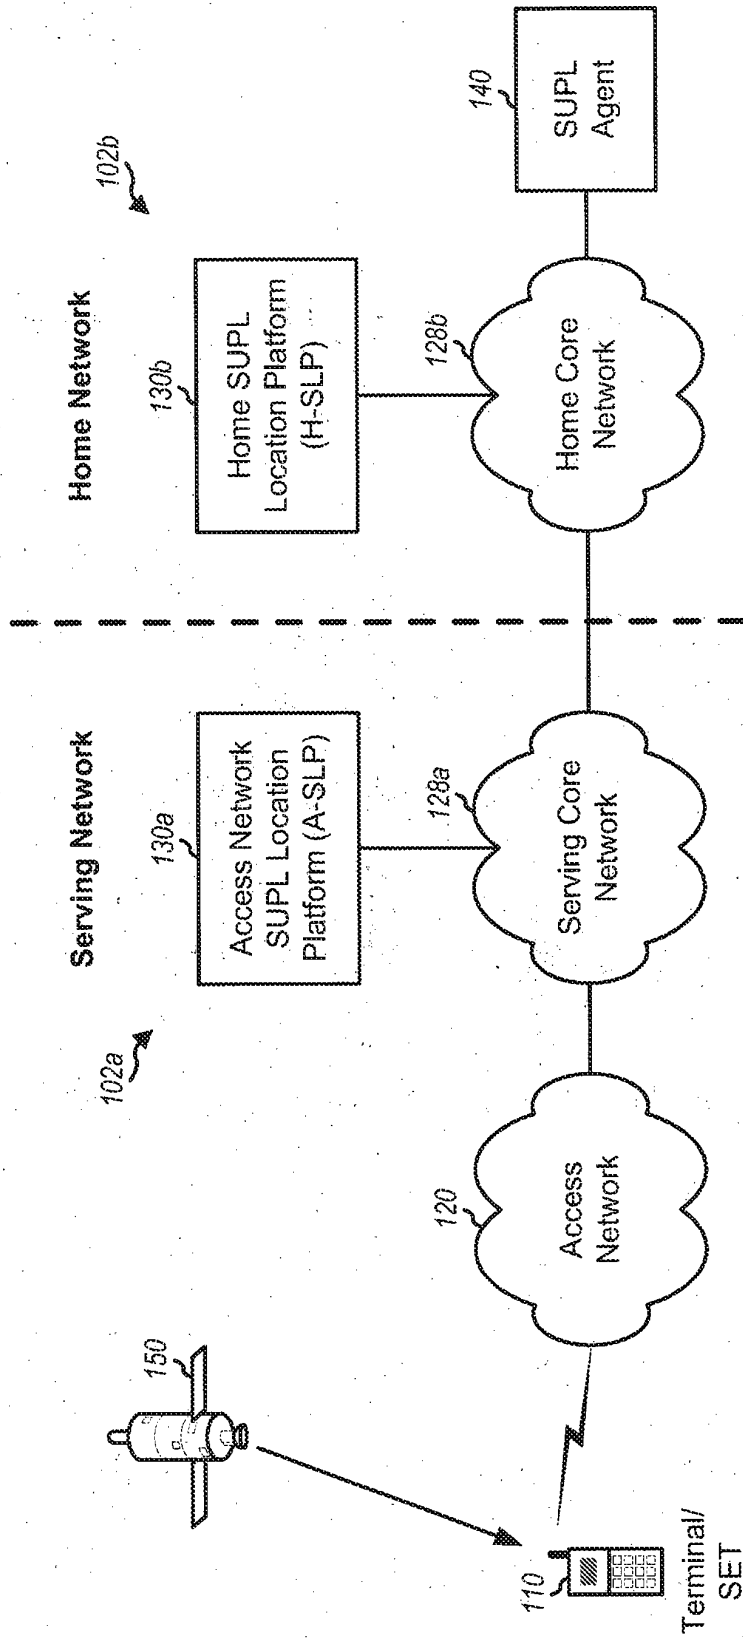 Serving Network
Home Network
102a
102b
130a
Access Network
SUPL Location
Platform (A-SLP)
130b
Home SUPL
Location Platform
(H-SLP)
150
110
Terminal/
SET
120
Access
Network
128a
Serving Core
Network
128b
Home Core
Network
140
SUPL
Agent